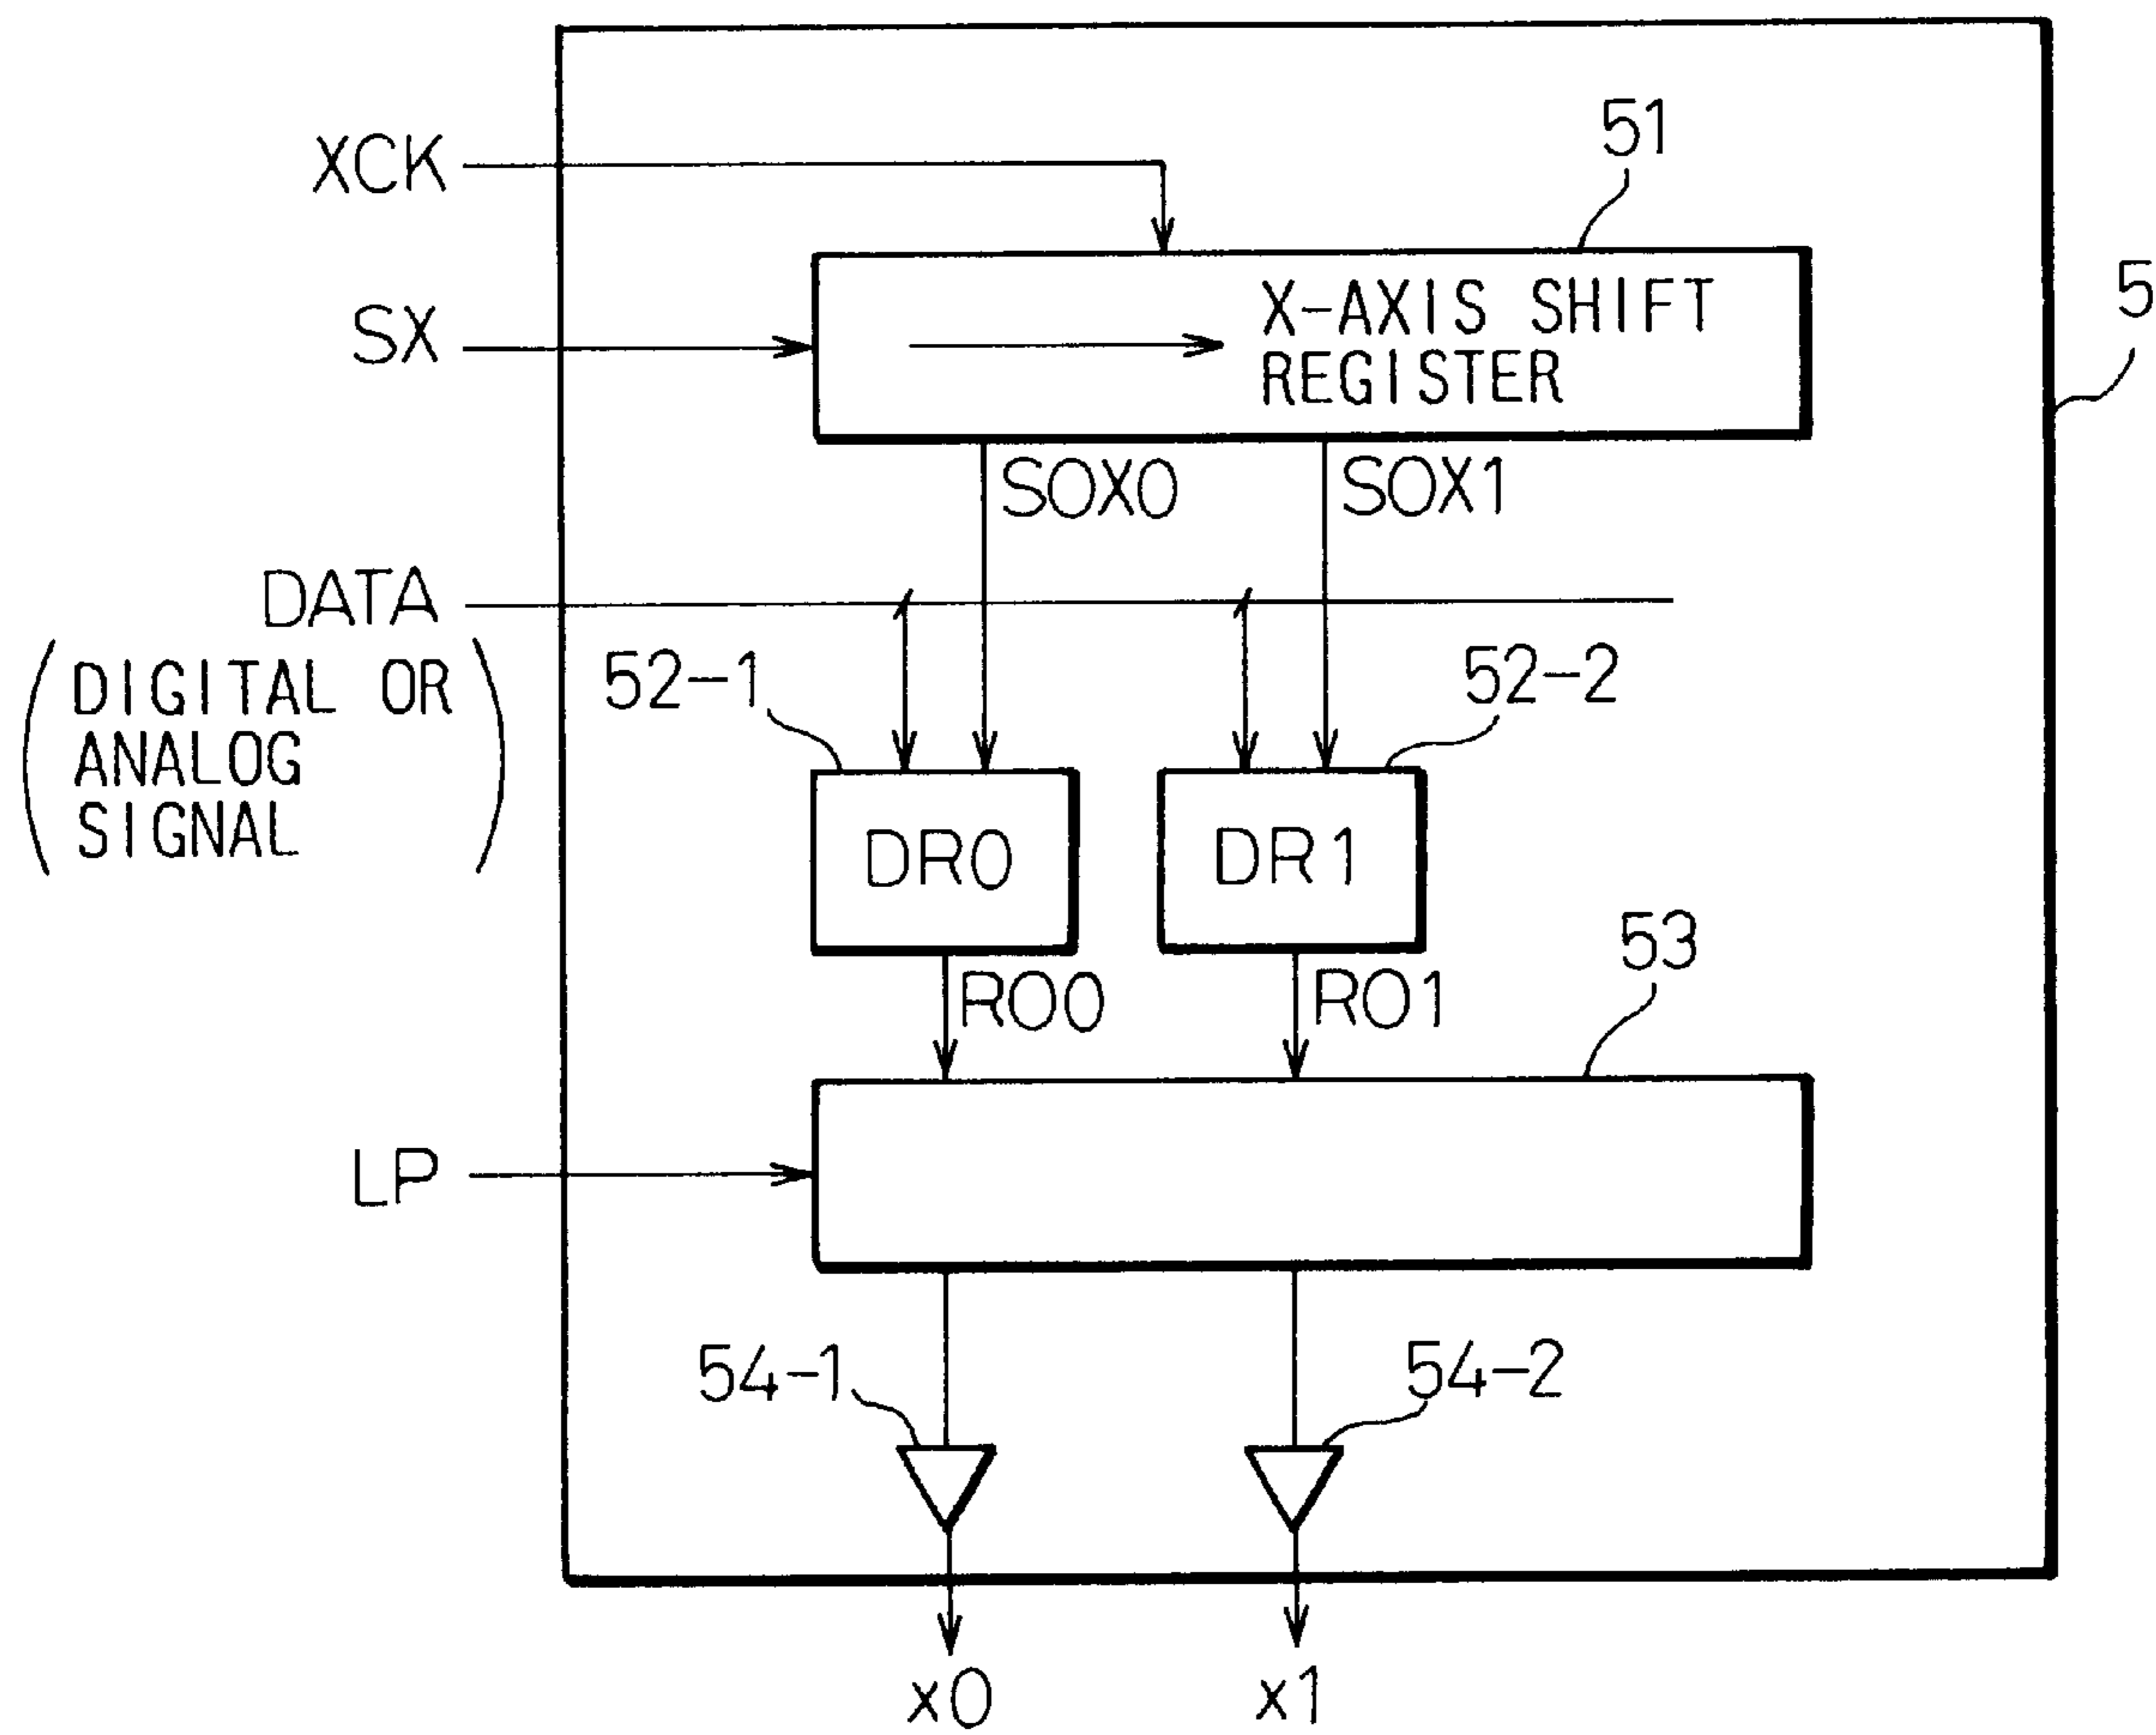 51
XCK
5
X-AXIS SHIFT
REGISTER
SX
SOX0
SOX1
DATA
(DIGITAL OR
ANALOG
SIGNAL)
52-1
52-2
DR0
DR1
53
RO0
RO1
LP
54-1
54-2
x0
x1